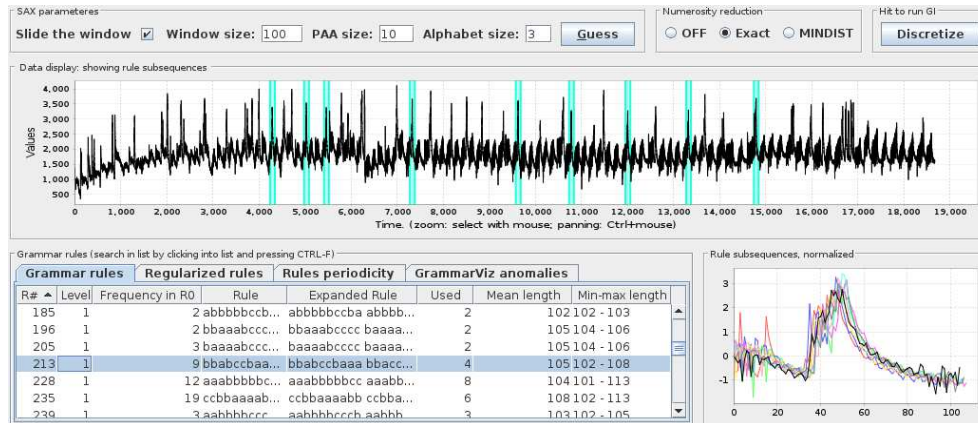 SAX parameteres
Slide the window Window size: 100 PAA size: 10 Alphabet size: 3 Guess
Numerosity reduction
OFF Exact MINDIST
Hit to run GI
Discretize
Data display: showing rule subsequences
Values
4,000
3,500
3,000
2,500
2,000
1,500
1,000
500
0 1,000 2,000 3,000 4,000 5,000 6,000 7,000 8,000 9,000 10,000 11,000 12,000 13,000 14,000 15,000 16,000 17,000 18,000 19,000
Time. (zoom: select with mouse; panning: Ctrl+mouse)
Grammar rules (search in list by clicking into list and pressing CTRL-F)
Grammar rules Regularized rules Rules periodicity GrammarViz anomalies
R# Level Frequency in R0 Rule Expanded Rule Used Mean length Min-max length
185 1 2 abbbbbccb... abbbbbccba abbbb... 2 102 102 - 103
196 1 2 bbaaabccc... bbaaabcccc baaaa... 2 105 104 - 106
205 1 3 baaaabccc... baaaabcccc baaaa... 2 105 104 - 106
213 1 9 bbabccbaa... bbabccbaaa bbacc... 4 105 102 - 108
228 1 12 aaabbbbbc... aaabbbbbcc aaabb... 8 104 101 - 113
235 1 19 ccbbaaaab... ccbbaaaabb ccbba... 6 108 102 - 113
239 1 3 aabbbbccc... aabbbbcccb aabbb... 3 103 102 - 105
Rule subsequences, normalized
3
2
1
0
-1
0 20 40 60 80 100